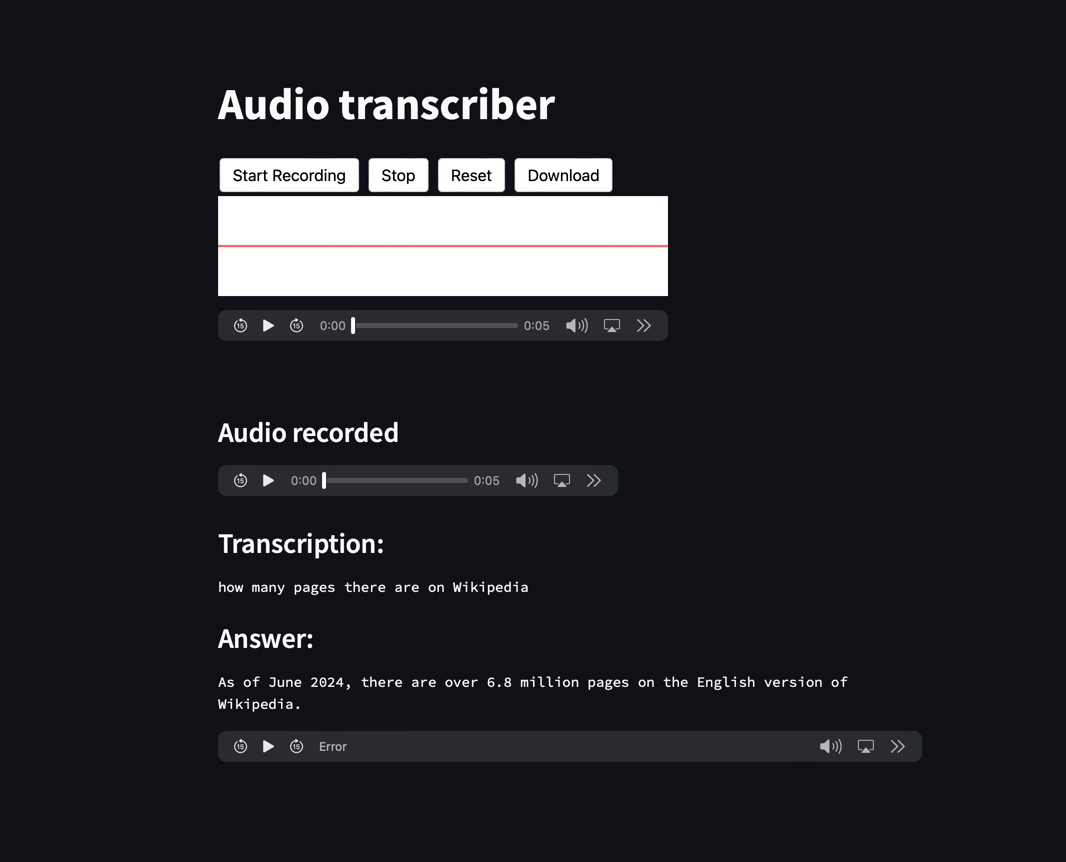 Audio transcriber
Start Recording Stop Reset Download
15 15 0:00 0:05
Audio recorded
15 0:00 0:05
Transcription:
how many pages there are on Wikipedia
Answer:
As of June 2024, there are over 6.8 million pages on the English version of
Wikipedia.
15 15 Error